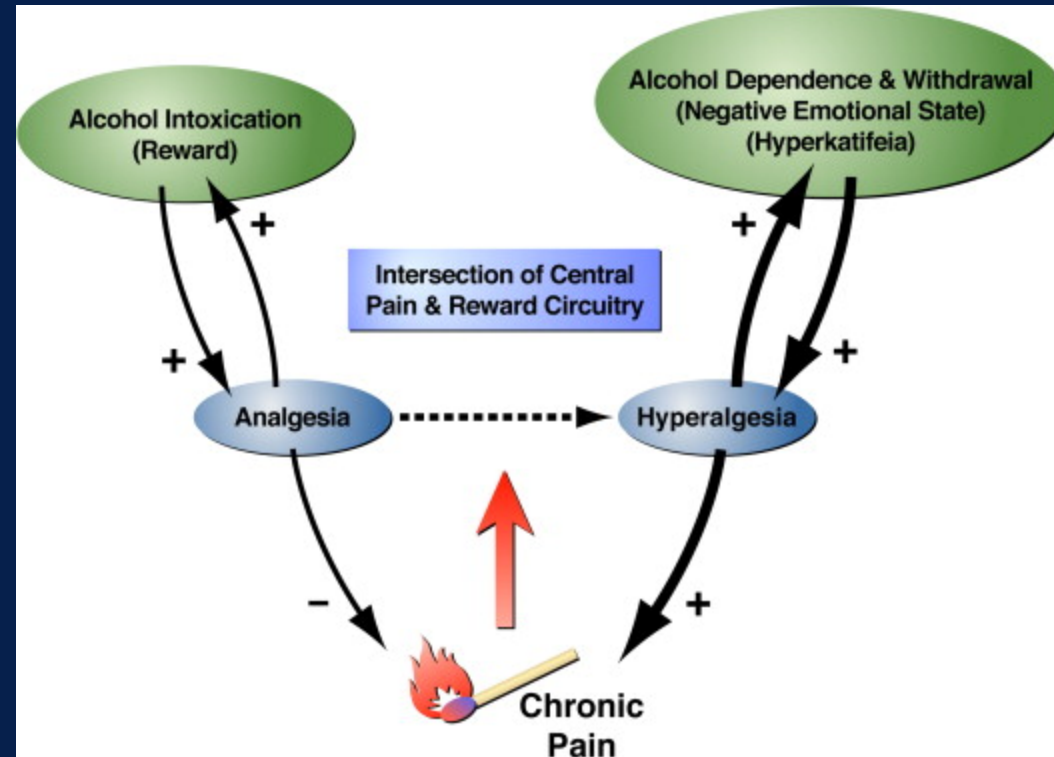 Alcohol Intoxication
(Reward)
Alcohol Dependence & Withdrawal
(Negative Emotional State)
(Hyperkatifeia)
+
+
+
+
Intersection of Central
Pain & Reward Circuitry
Analgesia
Hyperalgesia
–
+
Chronic
Pain